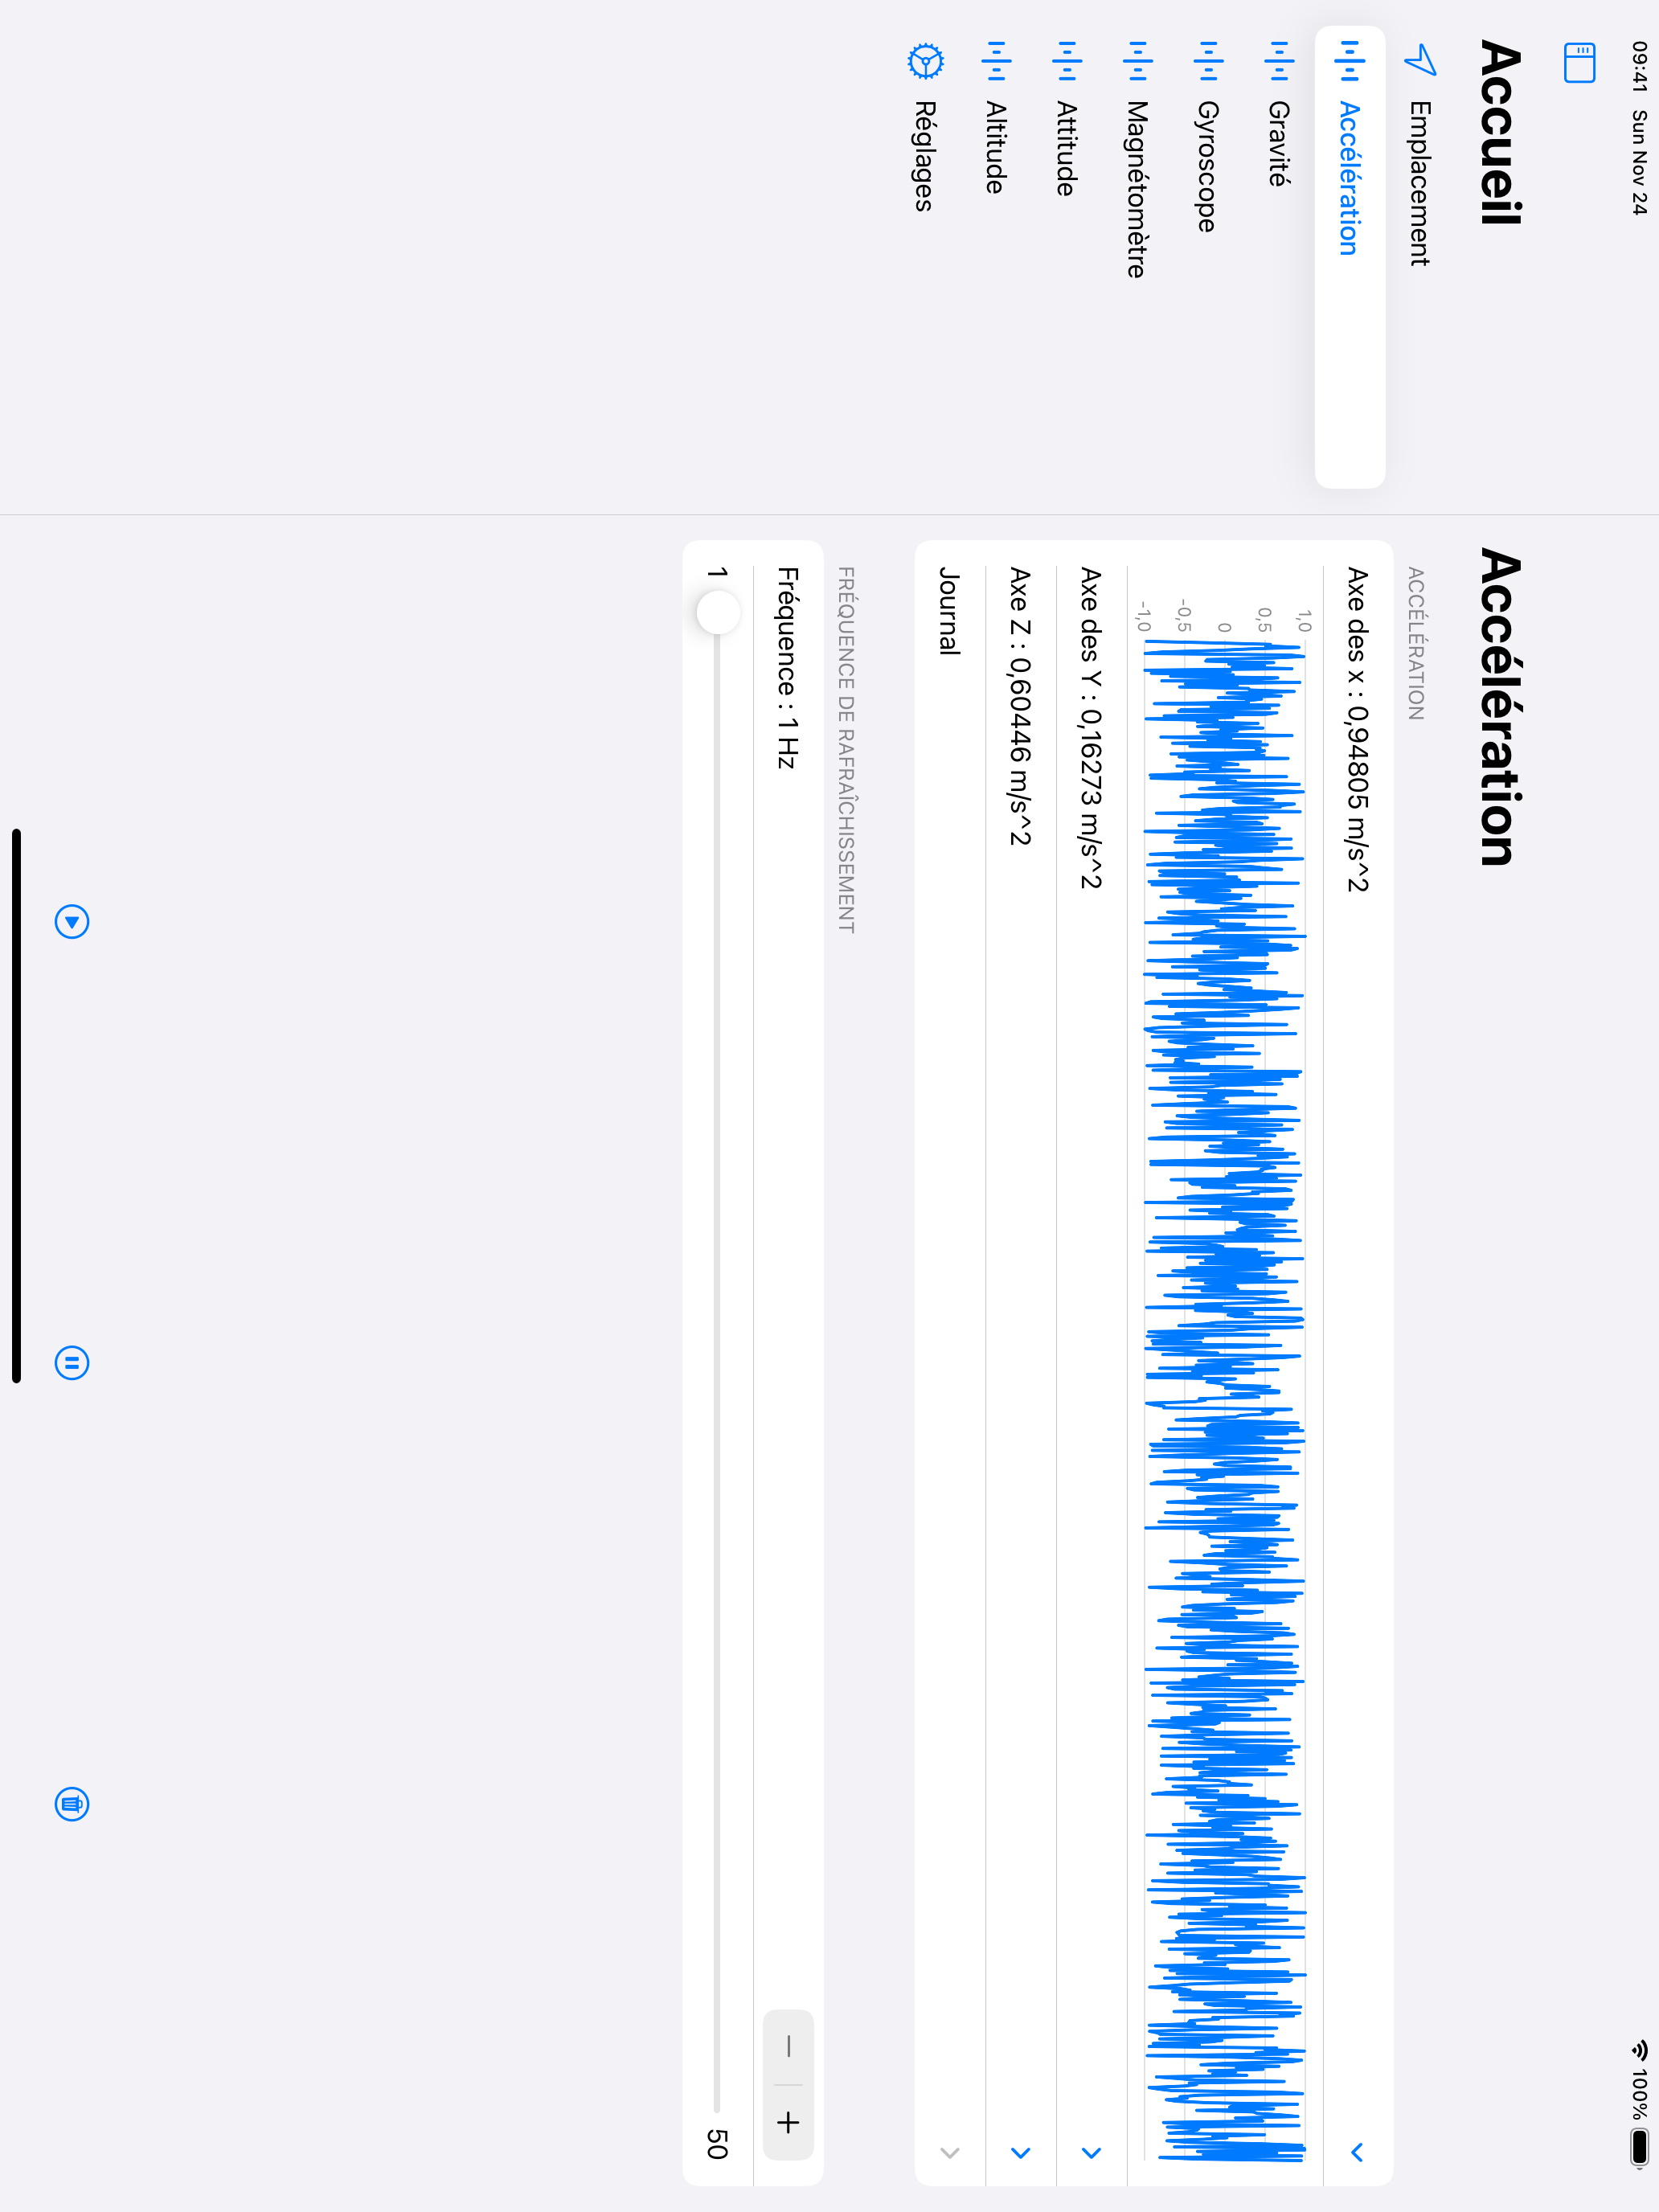 09:41 Sun Nov 24
100%
Accueil
Emplacement
Accélération
Gravité
Gyroscope
Magnétomètre
Attitude
Altitude
Réglages
Accélération
ACCÉLÉRATION
Axe des x : 0,94805 m/s^2
1,0
0,5
0
-0,5
-1,0
Axe des Y : 0,16273 m/s^2
Axe Z : 0,60446 m/s^2
Journal
FRÉQUENCE DE RAFRAÎCHISSEMENT
Fréquence : 1 Hz
1
50